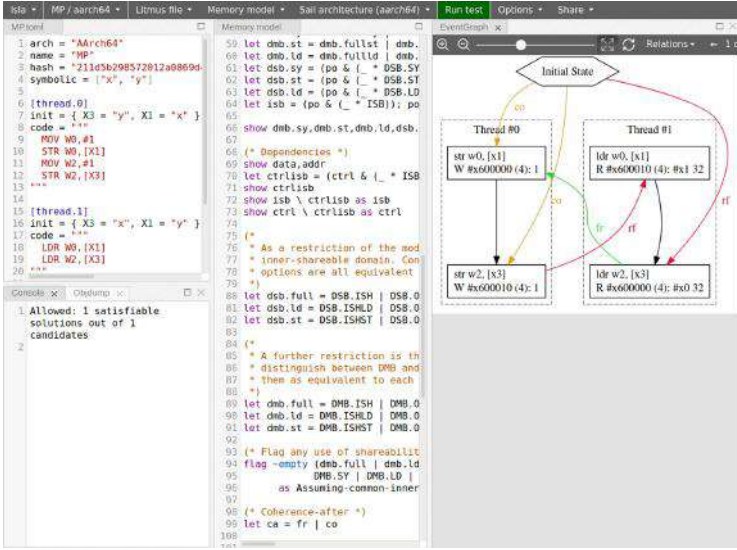 Isla
MP / aarch64
Litmus file
Memory model
Sail architecture (aarch64)
Run test
Options
Share
MP.toml
1 arch = "AArch64"
2 name = "MP"
3 hash = "211d5b298572012a0869d
4 symbolic = ["x", "y"]
5
6 [thread.0]
7 init = { X3 = "y", X1 = "x" }
8 code = """
9 MOV W0,#1
10 STR W0,[X1]
11 MOV W2,#1
12 STR W2,[X3]
13 """
14
15 [thread.1]
16 init = { X3 = "x", X1 = "y" }
17 code = """
18 LDR W0,[X1]
19 LDR W2,[X3]
20 """
Console
Objdump
1 Allowed: 1 satisfiable
solutions out of 1
candidates
2
Memory model
59 let dmb.st = dmb.fullst | dmb.
60 let dmb.ld = dmb.fullld | dmb.
61 let dsb.sy = (po & (_ * DSB.SY
62 let dsb.st = (po & (_ * DSB.ST
63 let dsb.ld = (po & (_ * DSB.LD
64 let isb = (po & (_ * ISB)); po
65
66 show dmb.sy,dmb.st,dmb.ld,dsb.
67
68 (* Dependencies *)
69 show data,addr
70 let ctrlisb = (ctrl & (_ * ISB
71 show ctrlisb
72 show isb \ ctrlisb as isb
73 show ctrl \ ctrlisb as ctrl
74
75 (*
76 * As a restriction of the mod
77 * inner-shareable domain. Con
78 * options are all equivalent
79 *)
80 let dsb.full = DSB.ISH | DSB.O
81 let dsb.ld = DSB.ISHLD | DSB.O
82 let dsb.st = DSB.ISHST | DSB.O
83
84 (*
85 * A further restriction is th
86 * distinguish between DMB and
87 * them as equivalent to each
88 *)
89 let dmb.full = DMB.ISH | DMB.O
90 let dmb.ld = DMB.ISHLD | DMB.O
91 let dmb.st = DMB.ISHST | DMB.O
92
93 (* Flag any use of shareabilit
94 flag ~empty (dmb.full | dmb.ld
95 DMB.SY | DMB.LD |
96 as Assuming-common-inner
97
98 (* Coherence-after *)
99 let ca = fr | co
100
101
EventGraph
Relations
Initial State
co
Thread #0
Thread #1
str w0, [x1]
W #x600000 (4): 1
ldr w0, [x1]
R #x600010 (4): #x1 32
co
fr
rf
rf
str w2, [x3]
W #x600010 (4): 1
ldr w2, [x3]
R #x600000 (4): #x0 32